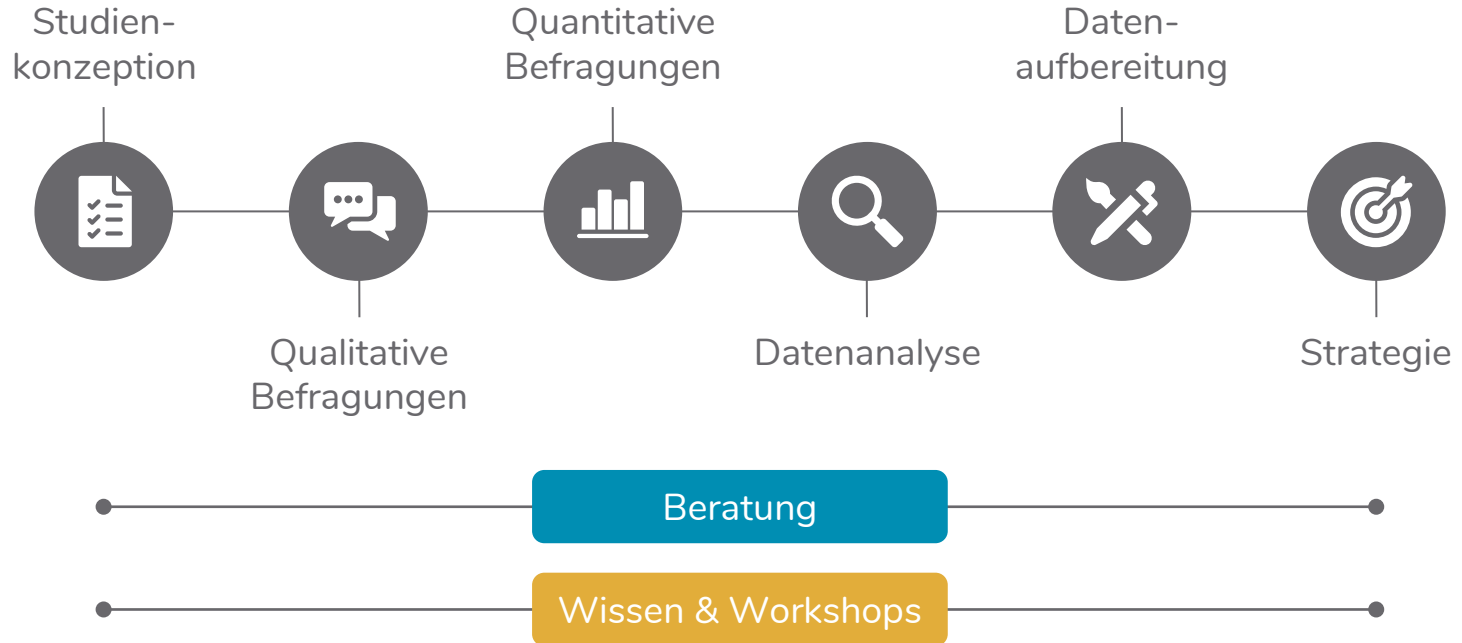 Studien-
konzeption
Quantitative
Befragungen
Daten-
aufbereitung
Qualitative
Befragungen
Datenanalyse
Strategie
Beratung
Wissen & Workshops